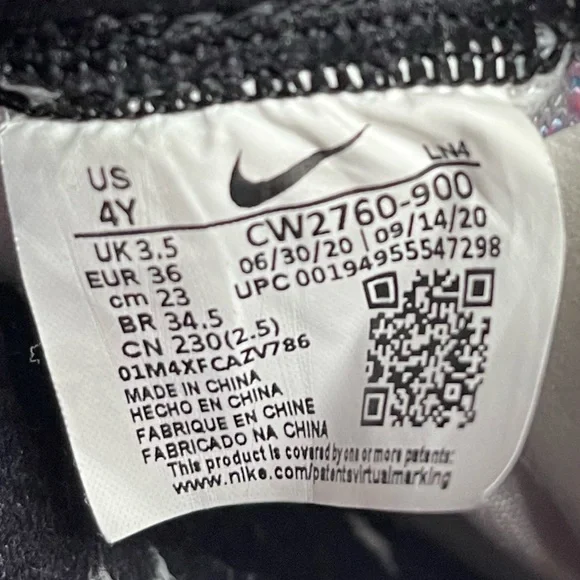 US
4Y
UK 3.5
EUR 36
cm 23
BR 34.5
CN 230(2.5)
LN4
CW2760-900
06/30/20 | 09/14/20
UPC 00194955547298
01M4XFCAZV786
MADE IN CHINA
HECHO EN CHINA
FABRIQUE EN CHINE
FABRICADO NA CHINA
This product is covered by one or more patents:
www.nike.com/patentsvirtualmarking